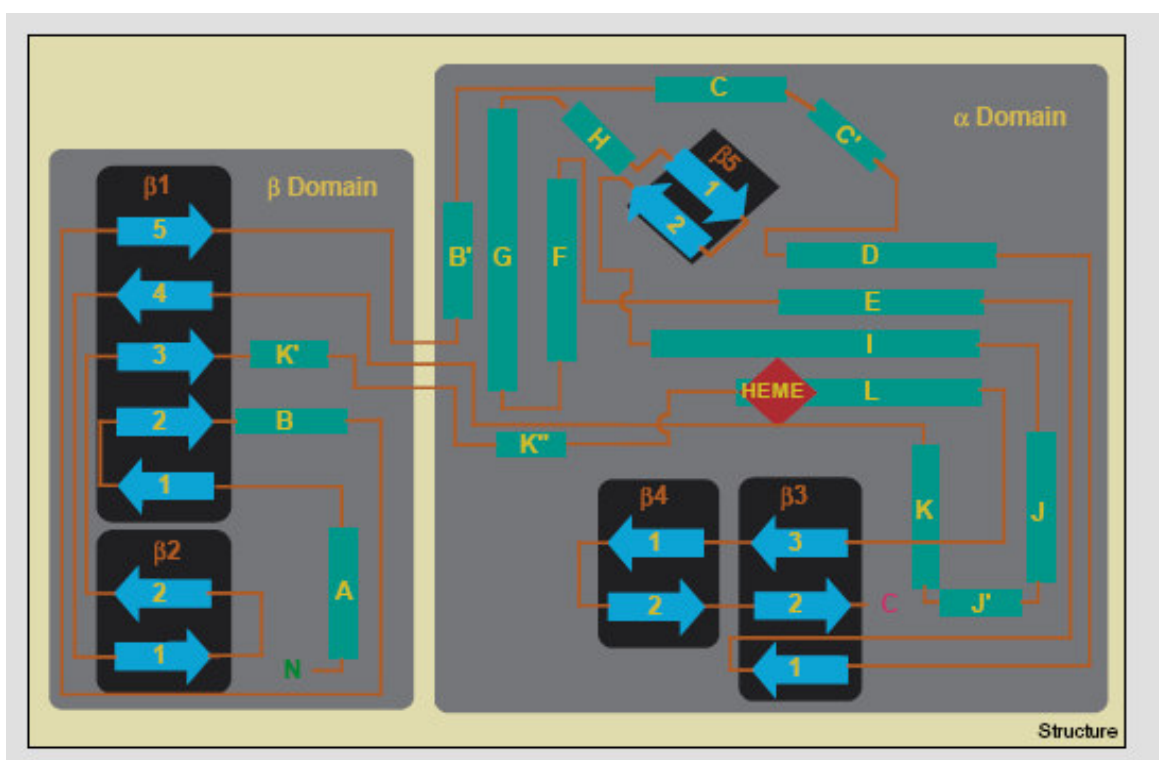 α Domain
C
C'
H
β5
1
2
β1
β Domain
5
B'
G
F
D
4
E
3
K'
I
HEME
L
2
B
K"
1
β4
β3
K
J
1
3
β2
2
A
2
2
C
J'
1
N
1
Structure